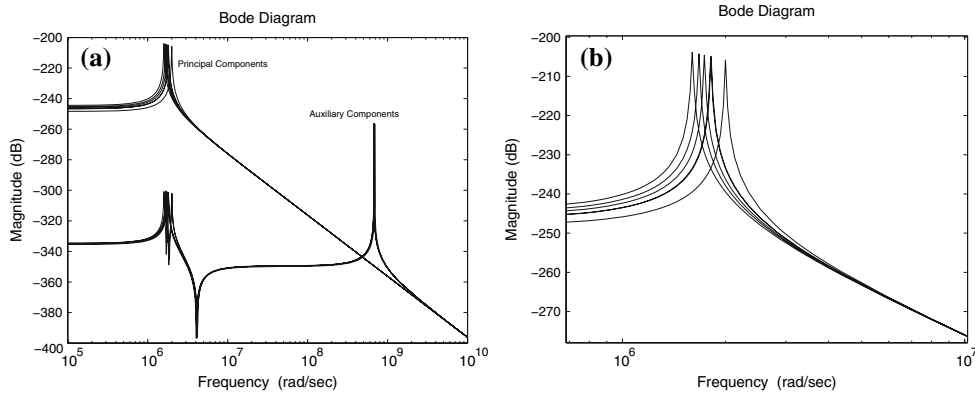 Bode Diagram
(a)
Principal Components
Auxiliary Components
Magnitude (dB)
−200
−220
−240
−260
−280
−300
−320
−340
−360
−380
−400
10^5
10^6
10^7
10^8
10^9
10^10
Frequency (rad/sec)
Bode Diagram
(b)
Magnitude (dB)
−200
−210
−220
−230
−240
−250
−260
−270
10^6
10^7
Frequency (rad/sec)